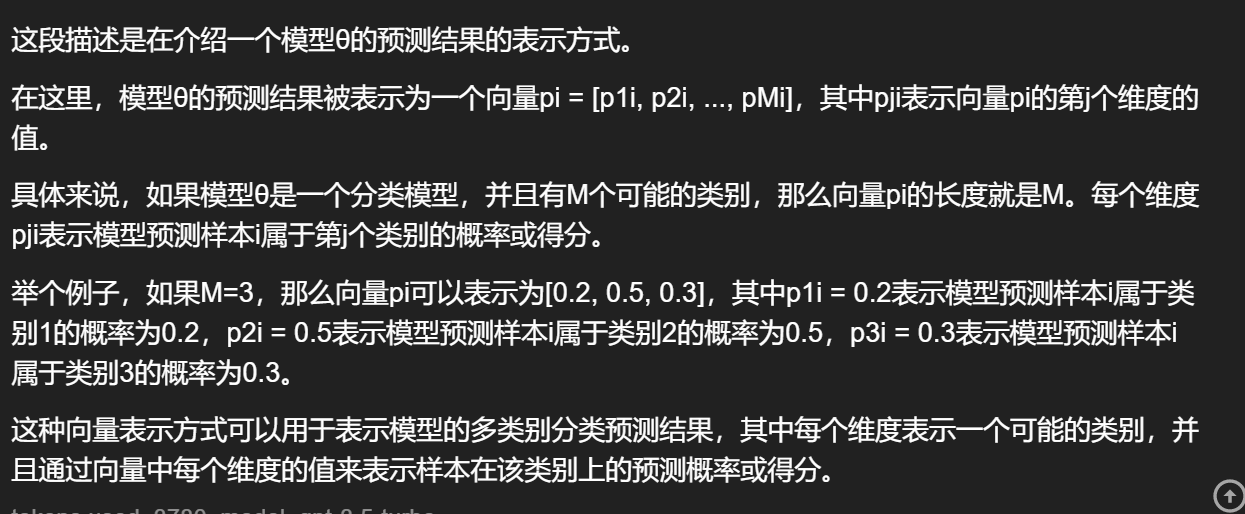 这段描述是在介绍一个模型θ的预测结果的表示方式。
在这里，模型θ的预测结果被表示为一个向量pi = [p1i, p2i, ..., pMi]，其中pji表示向量pi的第j个维度的
值。
具体来说，如果模型θ是一个分类模型，并且有M个可能的类别，那么向量pi的长度就是M。每个维度
pji表示模型预测样本i属于第j个类别的概率或得分。
举个例子，如果M=3，那么向量pi可以表示为[0.2, 0.5, 0.3]，其中p1i = 0.2表示模型预测样本i属于类
别1的概率为0.2，p2i = 0.5表示模型预测样本i属于类别2的概率为0.5，p3i = 0.3表示模型预测样本i
属于类别3的概率为0.3。
这种向量表示方式可以用于表示模型的多类别分类预测结果，其中每个维度表示一个可能的类别，并
且通过向量中每个维度的值来表示样本在该类别上的预测概率或得分。